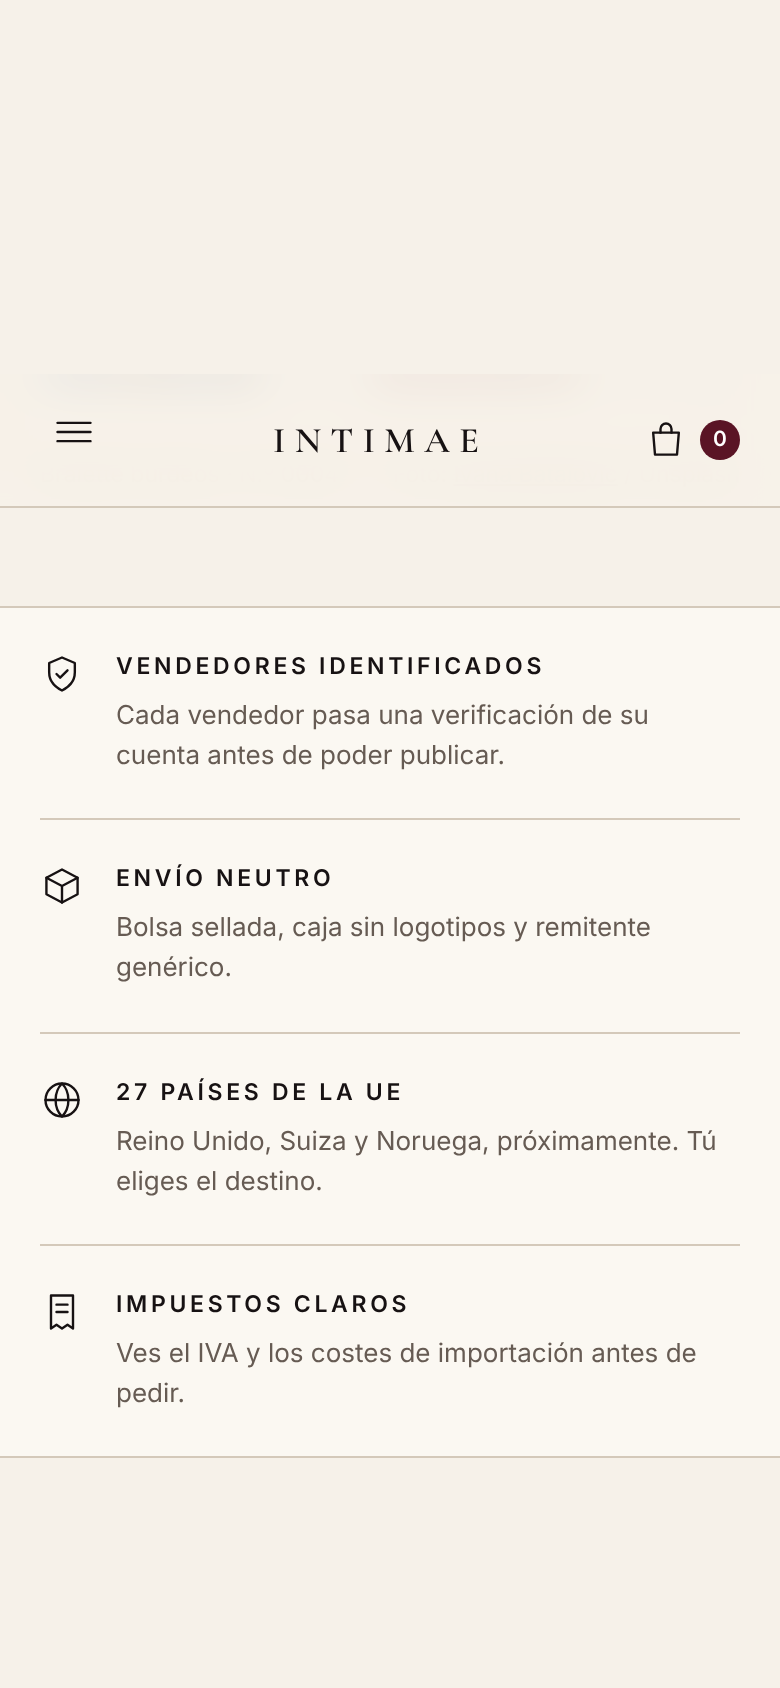 INTIMAE
0
VENDEDORES IDENTIFICADOS
Cada vendedor pasa una verificación de su
cuenta antes de poder publicar.
ENVÍO NEUTRO
Bolsa sellada, caja sin logotipos y remitente
genérico.
27 PAÍSES DE LA UE
Reino Unido, Suiza y Noruega, próximamente. Tú
eliges el destino.
IMPUESTOS CLAROS
Ves el IVA y los costes de importación antes de
pedir.